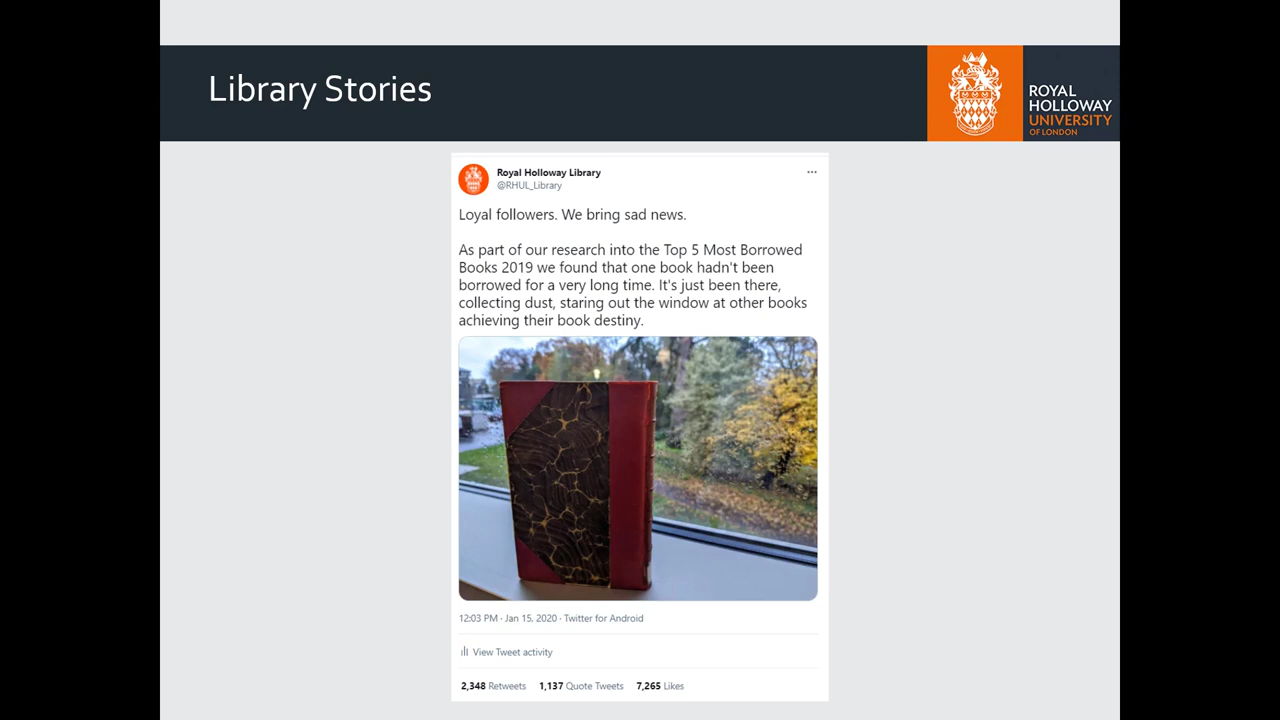 Library Stories
ROYAL
HOLLOWAY
UNIVERSITY
OF LONDON
Royal Holloway Library
@RHUL_Library
Loyal followers. We bring sad news.
As part of our research into the Top 5 Most Borrowed
Books 2019 we found that one book hadn't been
borrowed for a very long time. It's just been there,
collecting dust, staring out the window at other books
achieving their book destiny.
12:03 PM · Jan 15, 2020 · Twitter for Android
View Tweet activity
2,348 Retweets 1,137 Quote Tweets 7,265 Likes